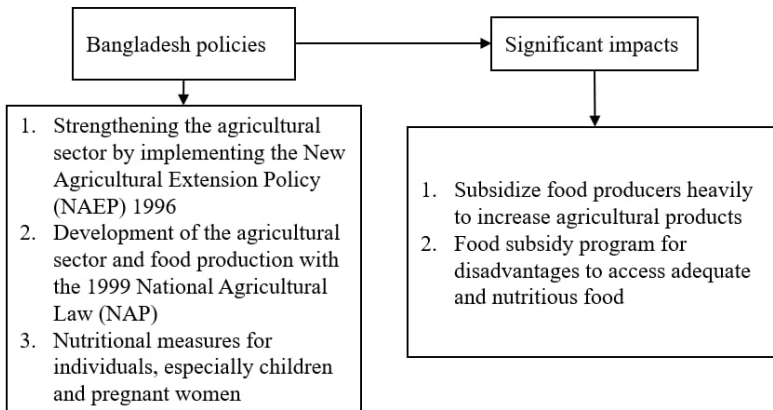 Bangladesh policies
Significant impacts
1. Strengthening the agricultural
sector by implementing the New
Agricultural Extension Policy
(NAEP) 1996
2. Development of the agricultural
sector and food production with
the 1999 National Agricultural
Law (NAP)
3. Nutritional measures for
individuals, especially children
and pregnant women
1. Subsidize food producers heavily
to increase agricultural products
2. Food subsidy program for
disadvantages to access adequate
and nutritious food